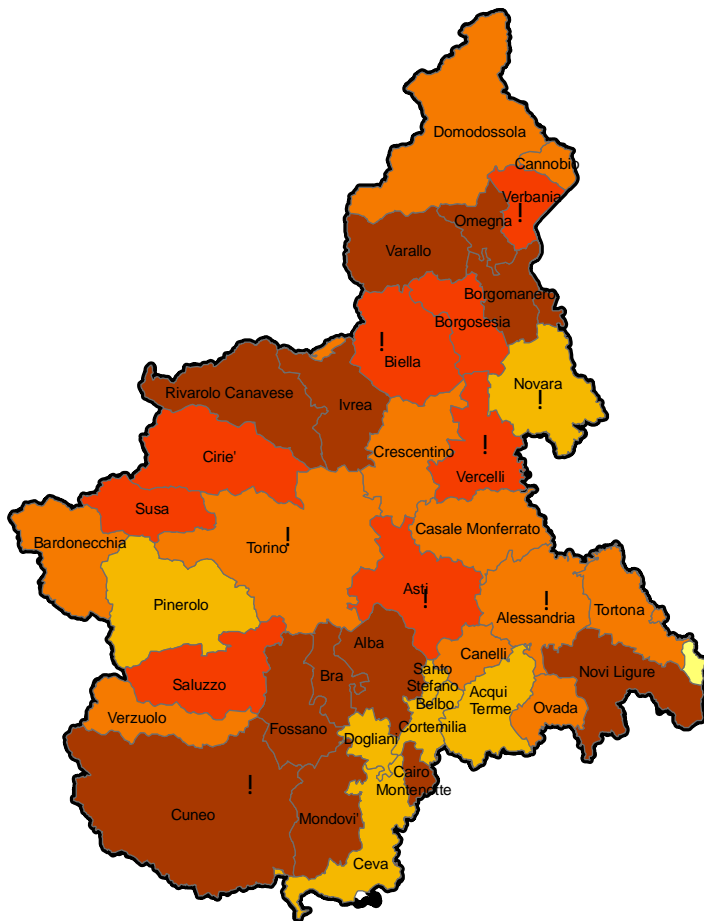 Domodossola
Cannobio
Verbania
!
Omegna
Varallo
Borgomanero
Borgosesia
!
Biella
Novara
!
Rivarolo Canavese
Ivrea
Cirie'
Crescentino
!
Vercelli
Susa
Bardonecchia
Torino
!
Casale Monferrato
Pinerolo
Asti
!
!
Alessandria
Tortona
Alba
Canelli
Bra
Santo
Stefano
Belbo
Novi Ligure
Saluzzo
Acqui
Terme
Ovada
Verzuolo
Fossano
Dogliani
Cortemilia
Cairo
Montenotte
!
Cuneo
Mondovi'
Ceva